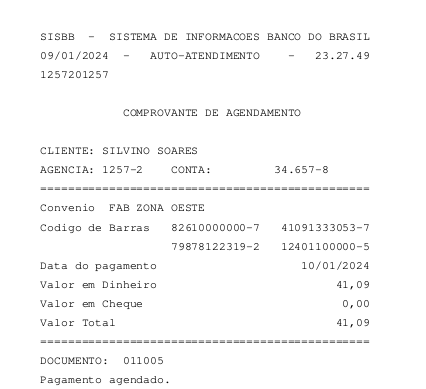 SISBB - SISTEMA DE INFORMACOES BANCO DO BRASIL
09/01/2024 - AUTO-ATENDIMENTO - 23.27.49
1257201257
COMPROVANTE DE AGENDAMENTO
CLIENTE: SILVINO SOARES
AGENCIA: 1257-2 CONTA: 34.657-8
================================================
Convenio FAB ZONA OESTE
Codigo de Barras 82610000000-7 41091333053-7
79878122319-2 12401100000-5
Data do pagamento 10/01/2024
Valor em Dinheiro 41,09
Valor em Cheque 0,00
Valor Total 41,09
================================================
DOCUMENTO: 011005
Pagamento agendado.